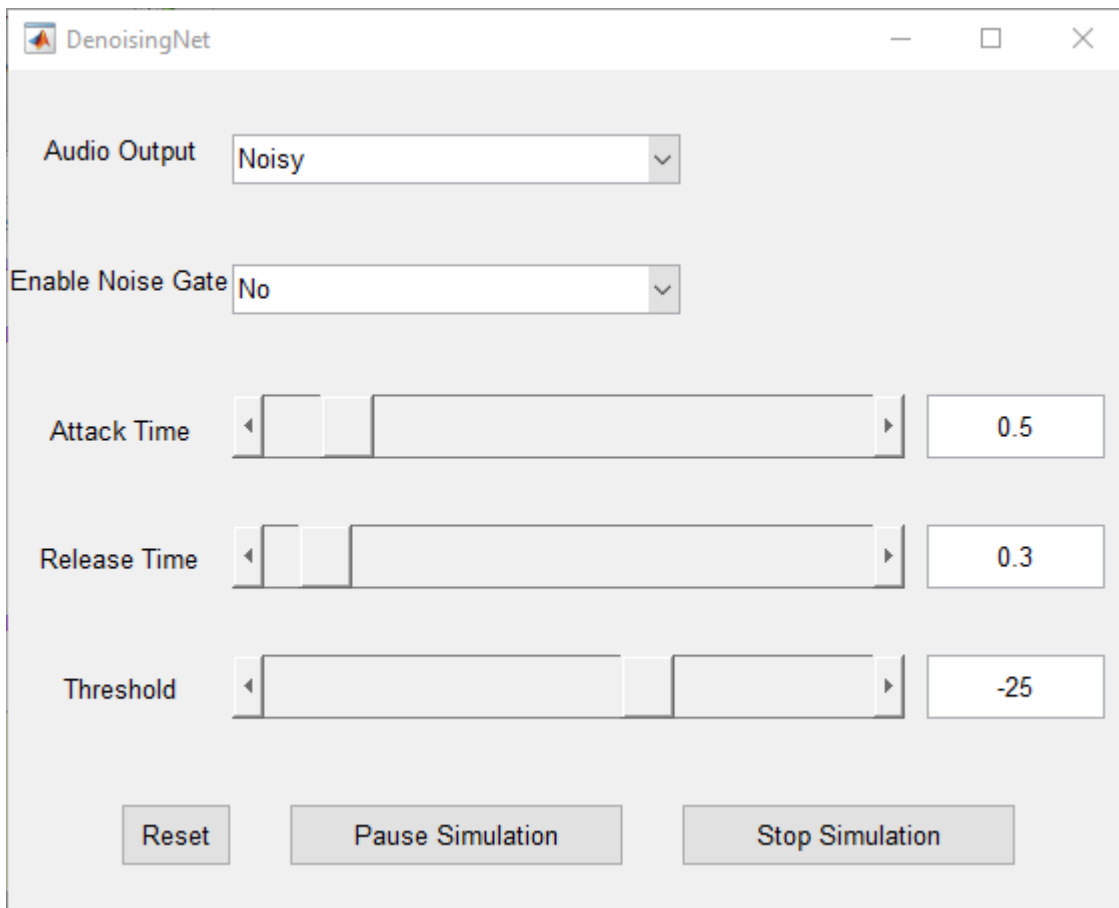 DenoisingNet
Audio Output
Noisy
Enable Noise Gate
No
Attack Time
0.5
Release Time
0.3
Threshold
-25
Reset
Pause Simulation
Stop Simulation